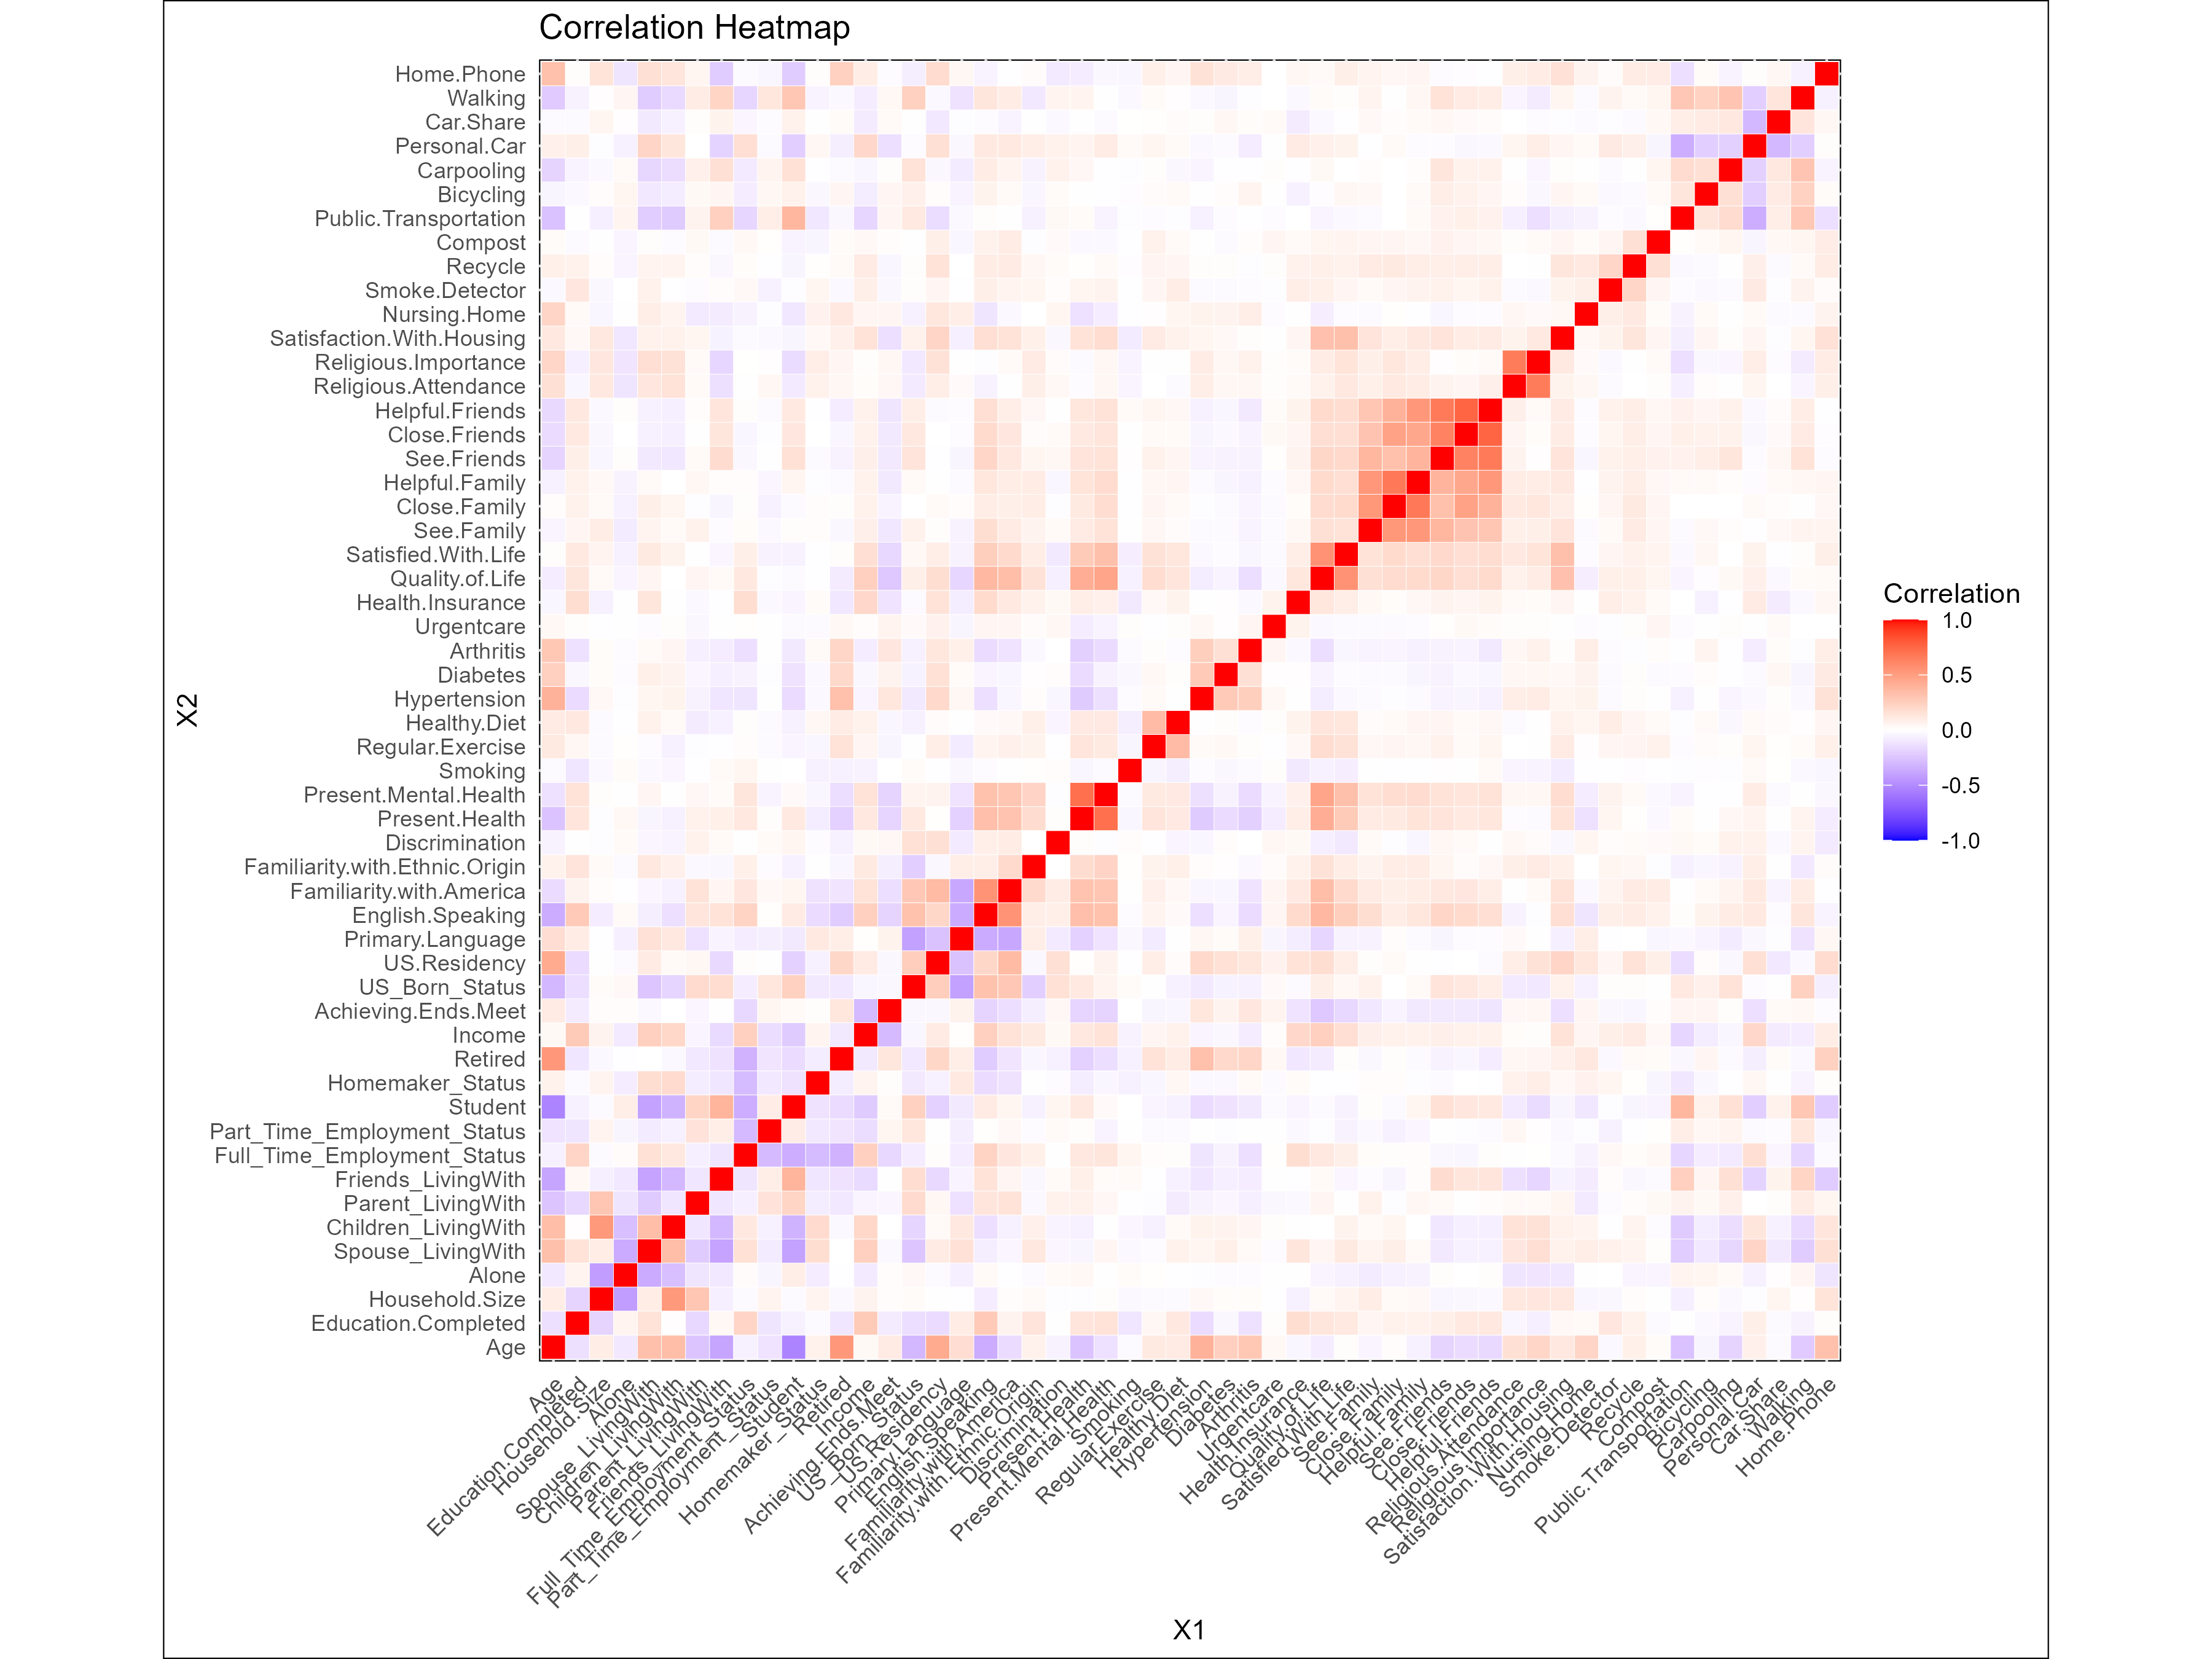 Correlation Heatmap
Home.Phone
Walking
Car.Share
Personal.Car
Carpooling
Bicycling
Public.Transportation
Compost
Recycle
Smoke.Detector
Nursing.Home
Satisfaction.With.Housing
Religious.Importance
Religious.Attendance
Helpful.Friends
Close.Friends
See.Friends
Helpful.Family
Close.Family
See.Family
Satisfied.With.Life
Quality.of.Life
Health.Insurance
Urgentcare
Arthritis
Diabetes
Hypertension
Healthy.Diet
Regular.Exercise
Smoking
Present.Mental.Health
Present.Health
Discrimination
Familiarity.with.Ethnic.Origin
Familiarity.with.America
English.Speaking
Primary.Language
US.Residency
US_Born_Status
Achieving.Ends.Meet
Income
Retired
Homemaker_Status
Student
Part_Time_Employment_Status
Full_Time_Employment_Status
Friends_LivingWith
Parent_LivingWith
Children_LivingWith
Spouse_LivingWith
Alone
Household.Size
Education.Completed
Age
X2
Age
Education.Completed
Household.Size
Alone
Spouse_LivingWith
Children_LivingWith
Parent_LivingWith
Friends_LivingWith
Full_Time_Employment_Status
Part_Time_Employment_Status
Student
Homemaker_Status
Retired
Income
Achieving.Ends.Meet
US_Born_Status
US.Residency
Primary.Language
English.Speaking
Familiarity.with.America
Familiarity.with.Ethnic.Origin
Discrimination
Present.Health
Present.Mental.Health
Smoking
Regular.Exercise
Healthy.Diet
Hypertension
Diabetes
Arthritis
Urgentcare
Health.Insurance
Quality.of.Life
Satisfied.With.Life
See.Family
Close.Family
Helpful.Family
See.Friends
Close.Friends
Helpful.Friends
Religious.Attendance
Religious.Importance
Satisfaction.With.Housing
Nursing.Home
Smoke.Detector
Recycle
Compost
Public.Transportation
Bicycling
Carpooling
Personal.Car
Car.Share
Walking
Home.Phone
X1
Correlation
1.0
0.5
0.0
-0.5
-1.0